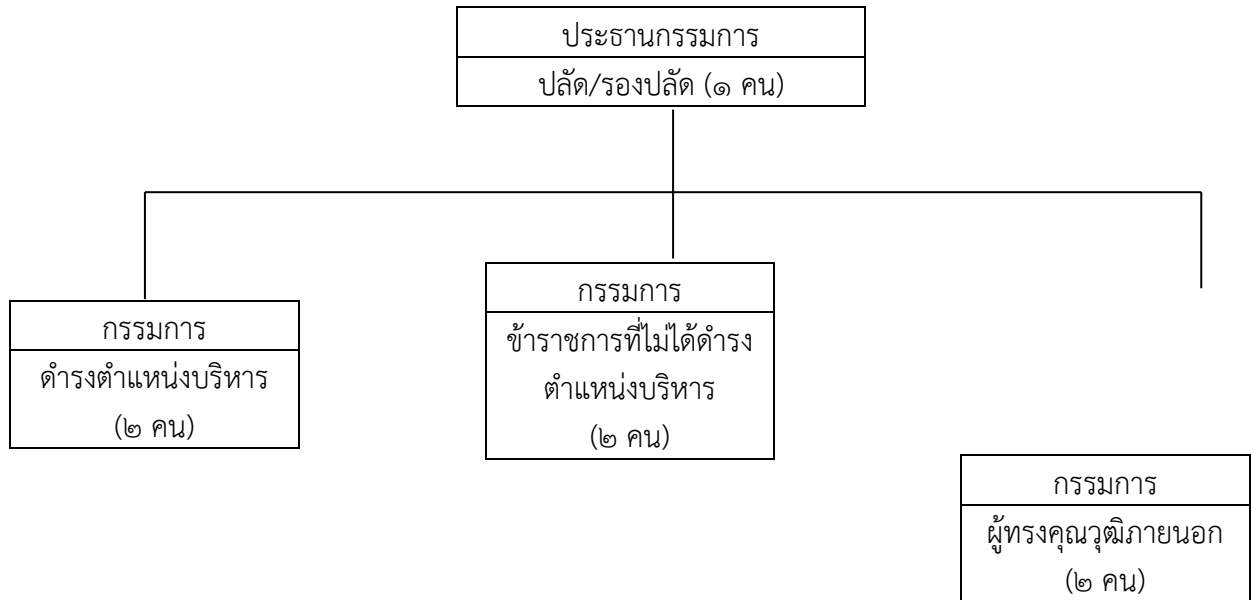 ประธานกรรมการ
ปลัด/รองปลัด (๑ คน)
กรรมการ
ดำรงตำแหน่งบริหาร
(๒ คน)
กรรมการ
ข้าราชการที่ไม่ได้ดำรง
ตำแหน่งบริหาร
(๒ คน)
กรรมการ
ผู้ทรงคุณวุฒิภายนอก
(๒ คน)